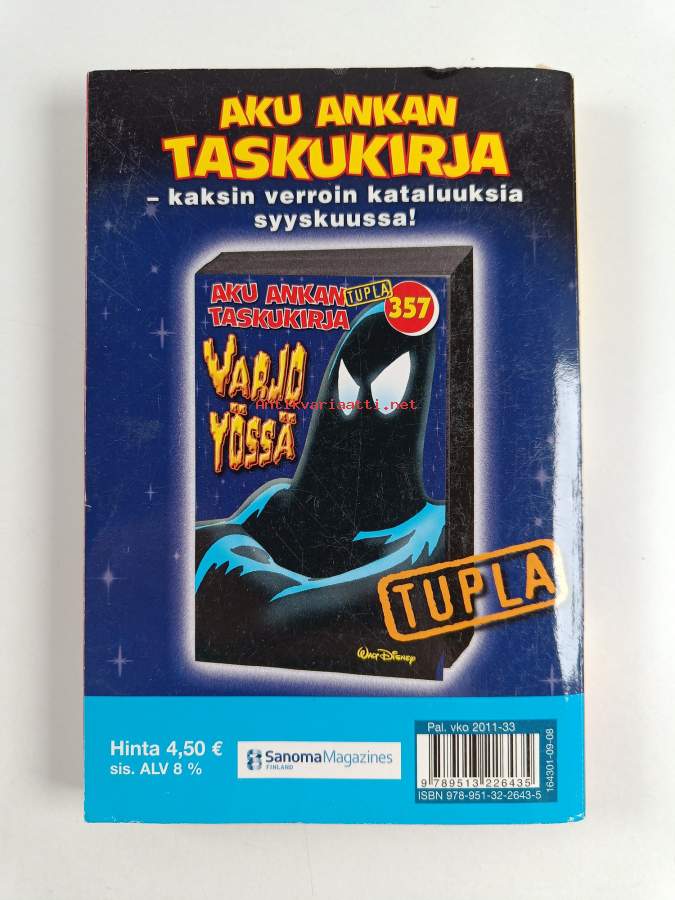 AKU ANKAN
TASKUKIRJA
– kaksin verroin kataluuksia
syyskuussa!
AKU ANKAN TUPLA 357
TASKUKIRJA
VARJO
Antikvariaatti.net
YÖSSÄ
TUPLA
WALT DISNEY
Hinta 4,50 €
sis. ALV 8 %
SanomaMagazines
FINLAND
Pal. vko 2011-33
9 789513 226435
ISBN 978-951-32-2643-5
164301-09-08